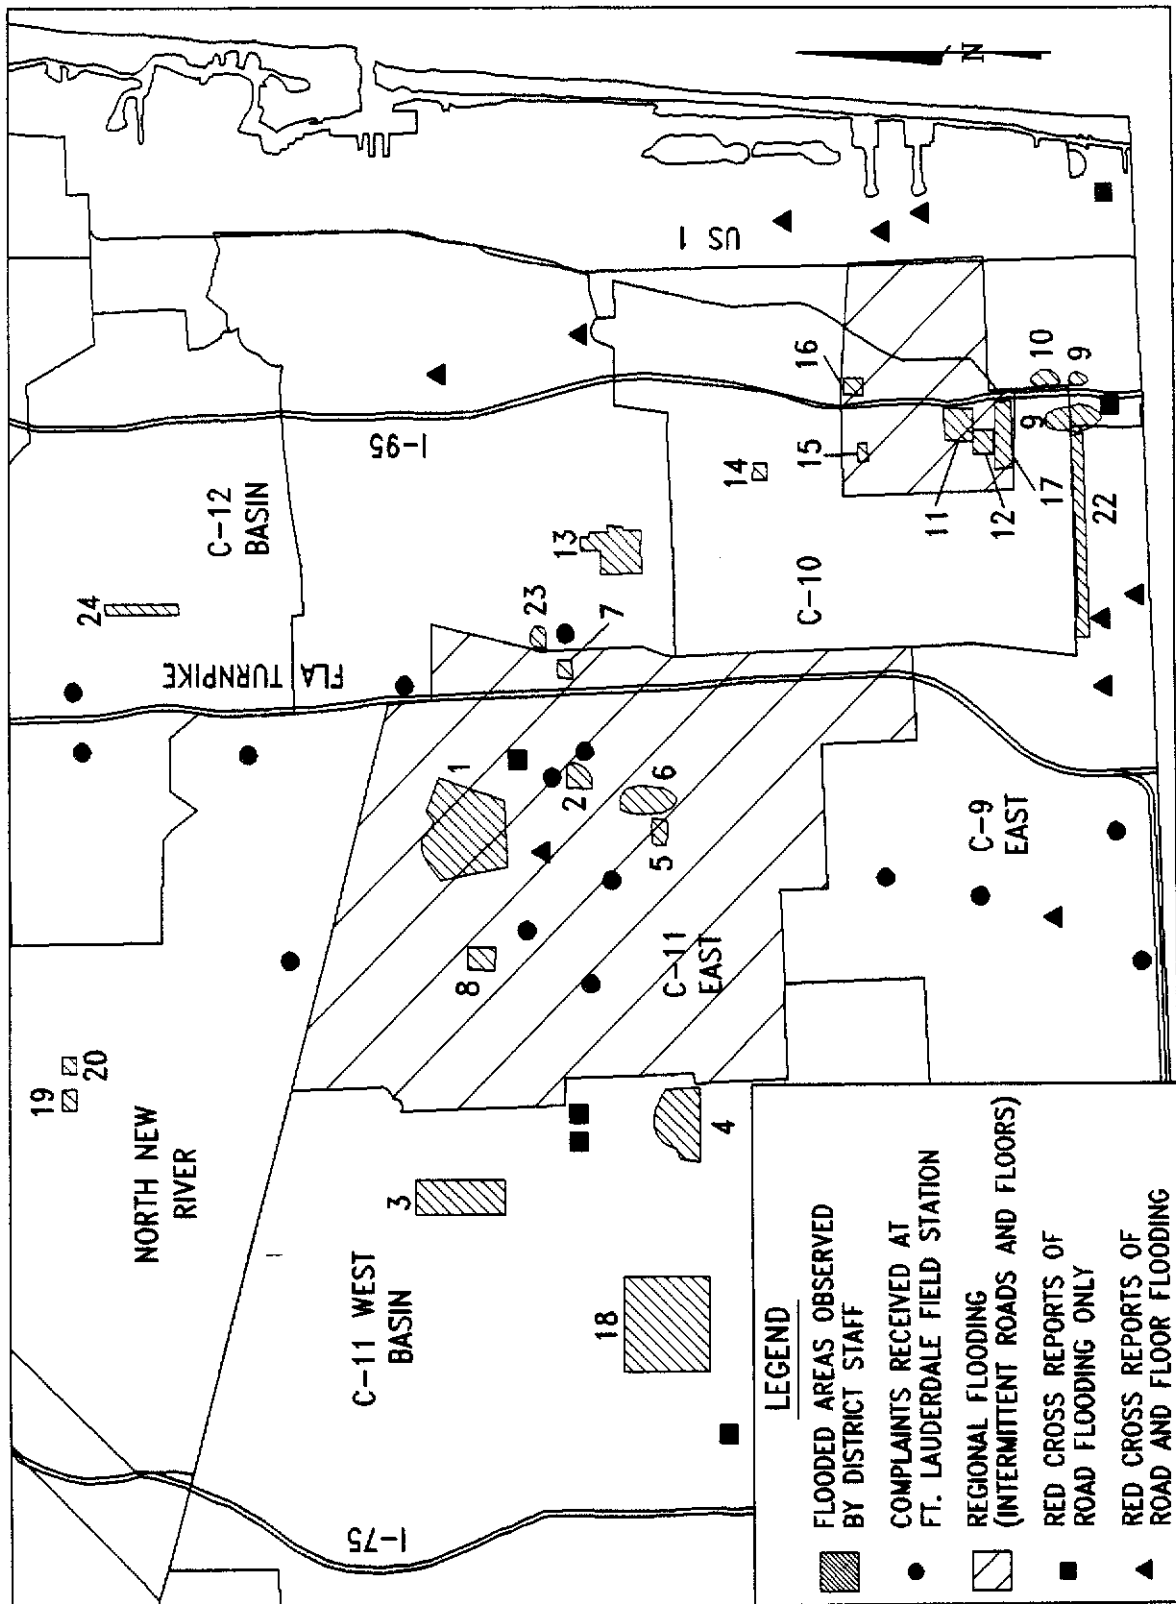 N
US 1
I-95
C-12
BASIN
24
FLA TURNPIKE
23
7
13
14
15
16
10
9
9
11
12
17
22
C-10
1
2
6
5
8
C-11
EAST
C-9
EAST
19
20
NORTH NEW
RIVER
3
4
C-11 WEST
BASIN
18
I-75
LEGEND
FLOODED AREAS OBSERVED
BY DISTRICT STAFF
COMPLAINTS RECEIVED AT
FT. LAUDERDALE FIELD STATION
REGIONAL FLOODING
(INTERMITTENT ROADS AND FLOORS)
RED CROSS REPORTS OF
ROAD FLOODING ONLY
RED CROSS REPORTS OF
ROAD AND FLOOR FLOODING